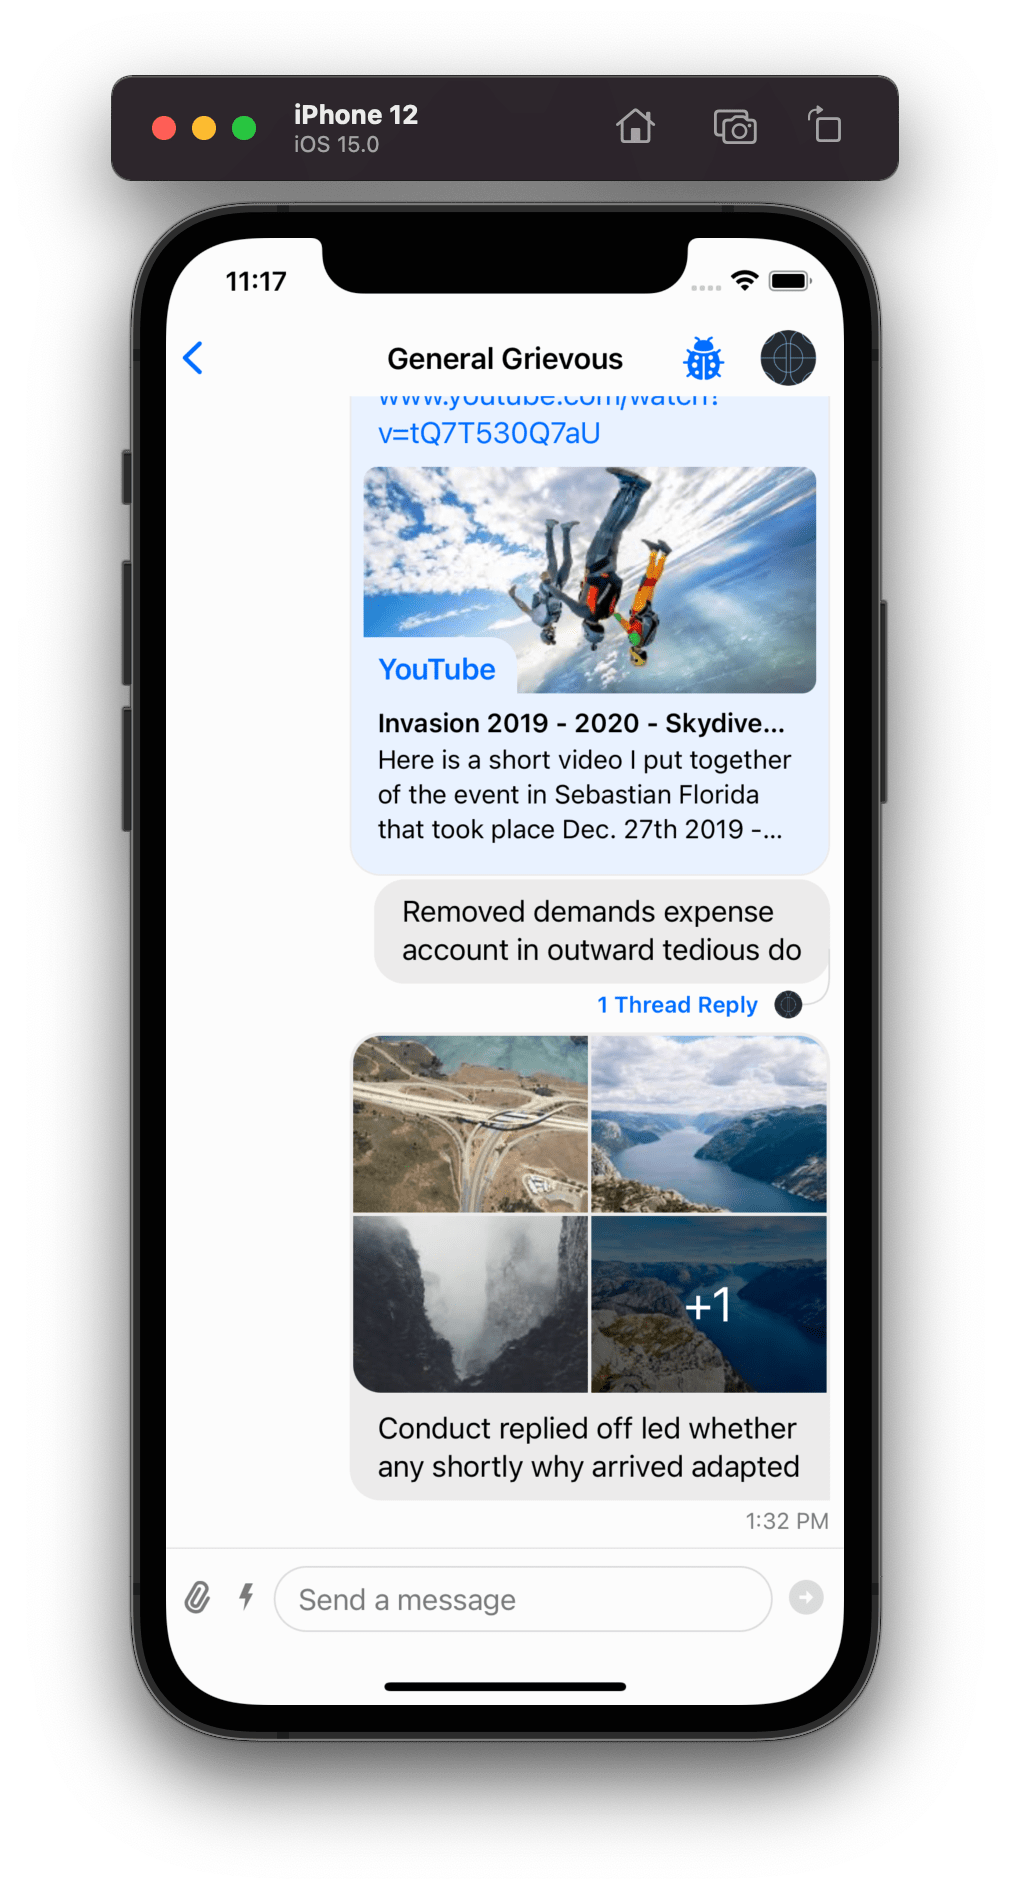 iPhone 12
iOS 15.0
11:17
General Grievous
www.youtube.com/watch?
v=tQ7T530Q7aU
YouTube
Invasion 2019 - 2020 - Skydive...
Here is a short video I put together
of the event in Sebastian Florida
that took place Dec. 27th 2019 -...
Removed demands expense
account in outward tedious do
1 Thread Reply
+1
Conduct replied off led whether
any shortly why arrived adapted
1:32 PM
Send a message